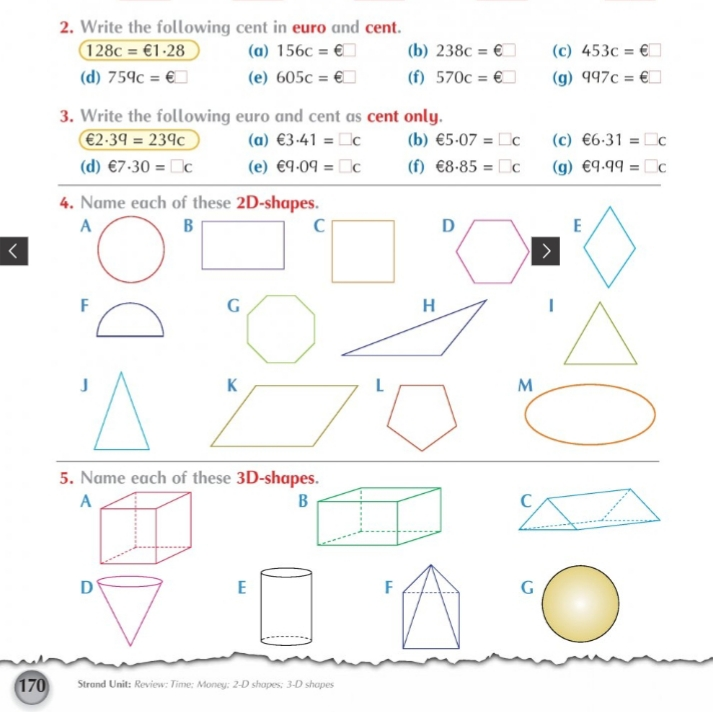 2. Write the following cent in euro and cent.
128c = €1·28 (a) 156c = €□ (b) 238c = €□ (c) 453c = €□
(d) 759c = €□ (e) 605c = €□ (f) 570c = €□ (g) 997c = €□
3. Write the following euro and cent as cent only.
€2·39 = 239c (a) €3·41 = □c (b) €5·07 = □c (c) €6·31 = □c
(d) €7·30 = □c (e) €9·09 = □c (f) €8·85 = □c (g) €9·99 = □c
4. Name each of these 2D-shapes.
A B C D E
F G H I
J K L M
5. Name each of these 3D-shapes.
A B C
D E F G
170 Strand Unit: Review: Time; Money; 2-D shapes; 3-D shapes